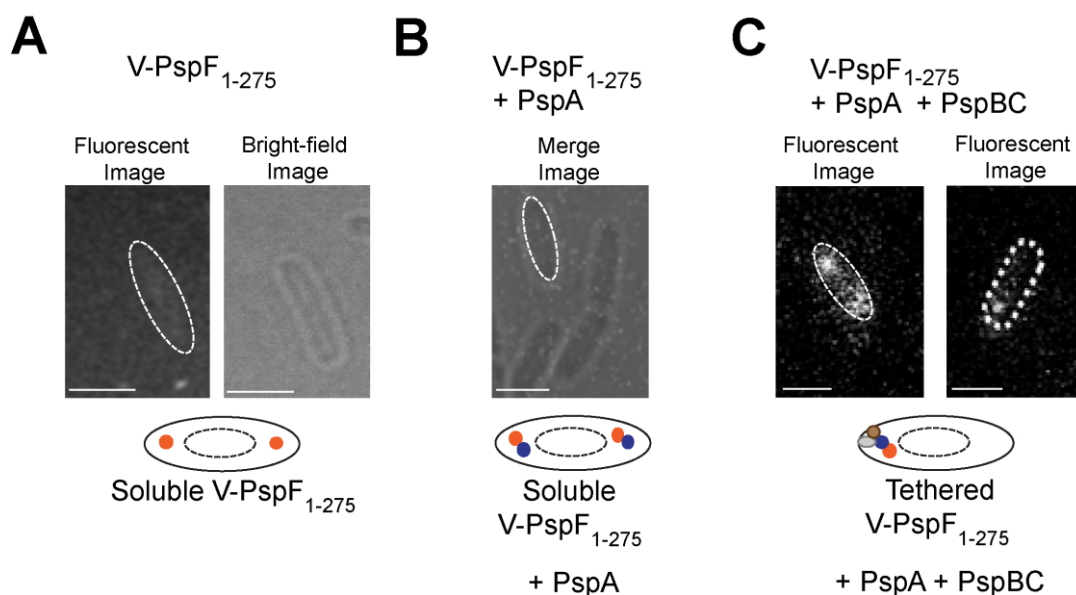 A
V-PspF1-275
Fluorescent
Image
Bright-field
Image
Soluble V-PspF1-275
B
V-PspF1-275
+ PspA
Merge
Image
Soluble
V-PspF1-275
+ PspA
C
V-PspF1-275
+ PspA + PspBC
Fluorescent
Image
Fluorescent
Image
Tethered
V-PspF1-275
+ PspA + PspBC